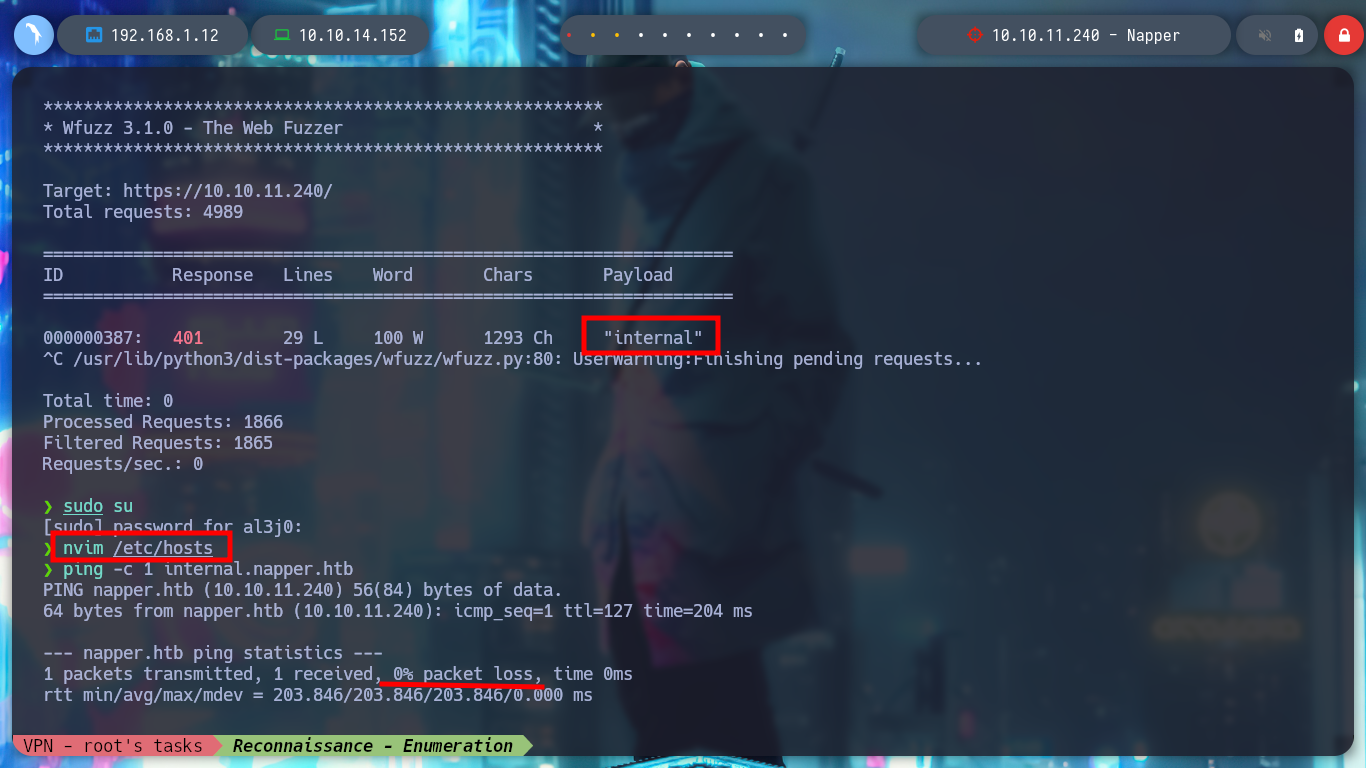 192.168.1.12 10.10.14.152 10.10.11.240 - Napper
********************************************************
* Wfuzz 3.1.0 - The Web Fuzzer                         *
********************************************************
Target: https://10.10.11.240/
Total requests: 4989
=====================================================================
ID           Response   Lines    Word       Chars       Payload
=====================================================================
000000387:   401        29 L     100 W      1293 Ch     "internal"
^C /usr/lib/python3/dist-packages/wfuzz/wfuzz.py:80: UserWarning:Finishing pending requests...
Total time: 0
Processed Requests: 1866
Filtered Requests: 1865
Requests/sec.: 0
❯ sudo su
[sudo] password for al3j0:
❯ nvim /etc/hosts
❯ ping -c 1 internal.napper.htb
PING napper.htb (10.10.11.240) 56(84) bytes of data.
64 bytes from napper.htb (10.10.11.240): icmp_seq=1 ttl=127 time=204 ms
--- napper.htb ping statistics ---
1 packets transmitted, 1 received, 0% packet loss, time 0ms
rtt min/avg/max/mdev = 203.846/203.846/203.846/0.000 ms
VPN - root's tasks Reconnaissance - Enumeration